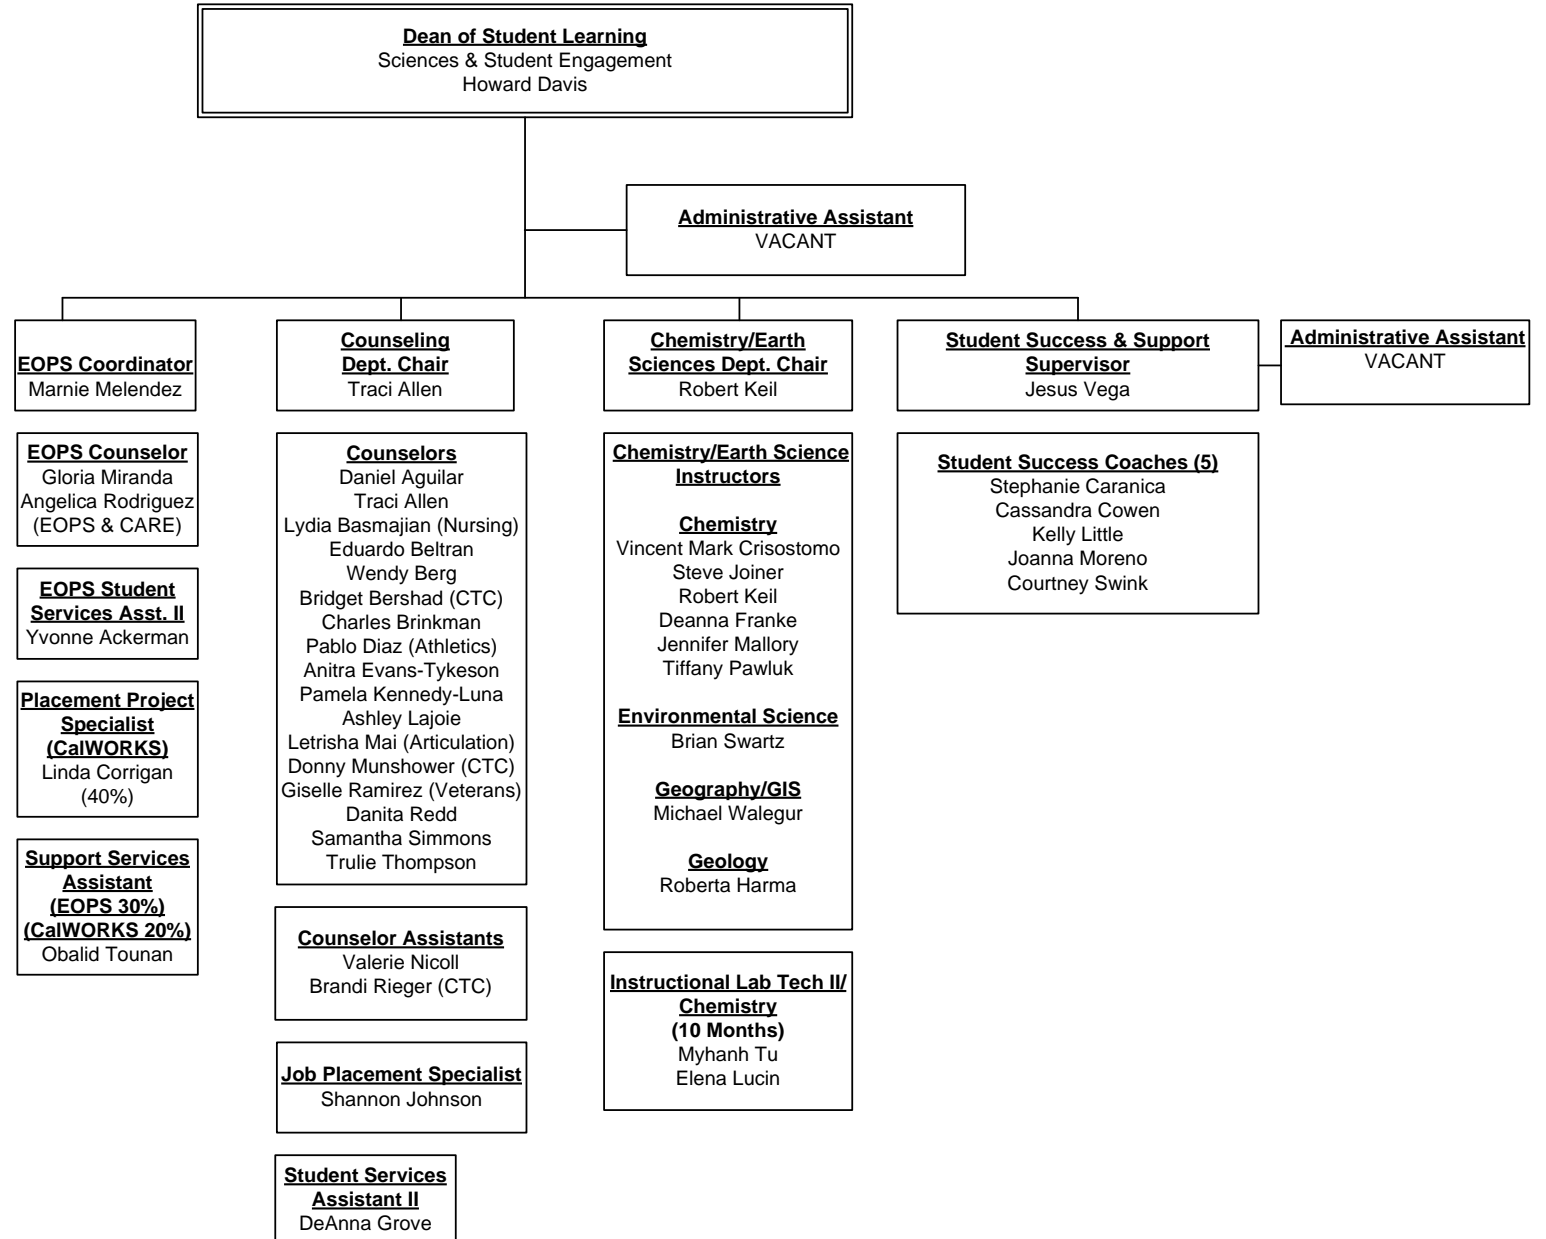 Dean of Student Learning
Sciences & Student Engagement
Howard Davis
Administrative Assistant
VACANT
EOPS Coordinator
Marnie Melendez
Counseling
Dept. Chair
Traci Allen
Chemistry/Earth
Sciences Dept. Chair
Robert Keil
Student Success & Support
Supervisor
Jesus Vega
Administrative Assistant
VACANT
EOPS Counselor
Gloria Miranda
Angelica Rodriguez
(EOPS & CARE)
EOPS Student
Services Asst. II
Yvonne Ackerman
Placement Project
Specialist
(CalWORKS)
Linda Corrigan
(40%)
Support Services
Assistant
(EOPS 30%)
(CalWORKS 20%)
Obalid Tounan
Counselors
Daniel Aguilar
Traci Allen
Lydia Basmajian (Nursing)
Eduardo Beltran
Wendy Berg
Bridget Bershad (CTC)
Charles Brinkman
Pablo Diaz (Athletics)
Anitra Evans-Tykeson
Pamela Kennedy-Luna
Ashley Lajoie
Letrisha Mai (Articulation)
Donny Munshower (CTC)
Giselle Ramirez (Veterans)
Danita Redd
Samantha Simmons
Trulie Thompson
Counselor Assistants
Valerie Nicoll
Brandi Rieger (CTC)
Job Placement Specialist
Shannon Johnson
Student Services
Assistant II
DeAnna Grove
Chemistry/Earth Science
Instructors
Chemistry
Vincent Mark Crisostomo
Steve Joiner
Robert Keil
Deanna Franke
Jennifer Mallory
Tiffany Pawluk
Environmental Science
Brian Swartz
Geography/GIS
Michael Walegur
Geology
Roberta Harma
Instructional Lab Tech II/
Chemistry
(10 Months)
Myhanh Tu
Elena Lucin
Student Success Coaches (5)
Stephanie Caranica
Cassandra Cowen
Kelly Little
Joanna Moreno
Courtney Swink